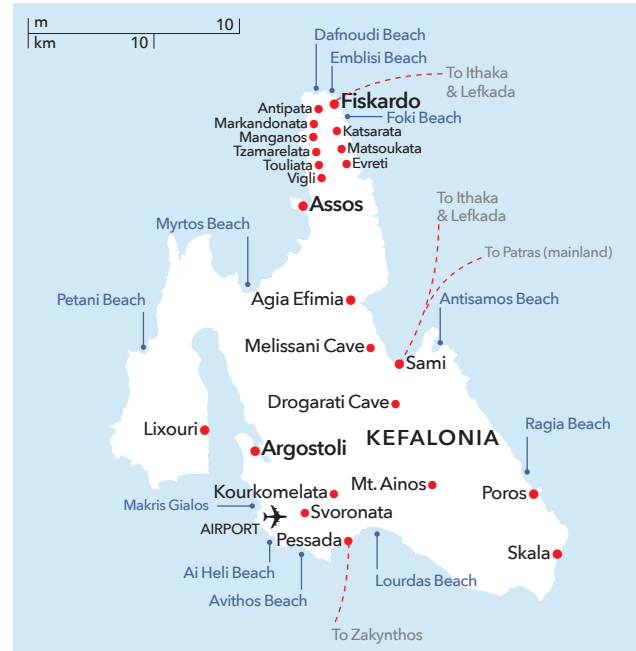 m 10
km 10
Dafnoudi Beach
Emblisi Beach
To Ithaka
& Lefkada
Fiskardo
Antipata
Foki Beach
Markandonata
Katsarata
Manganos
Matsoukata
Tzamarelata
Evreti
Touliata
Vigli
Assos
To Ithaka
& Lefkada
Myrtos Beach
To Patras (mainland)
Petani Beach
Agia Efimia
Antisamos Beach
Melissani Cave
Sami
Drogarati Cave
Lixouri
KEFALONIA
Ragia Beach
Argostoli
Mt. Ainos
Kourkomelata
Poros
Makris Gialos
Svoronata
AIRPORT
Pessada
Skala
Ai Heli Beach
Lourdas Beach
Avithos Beach
To Zakynthos